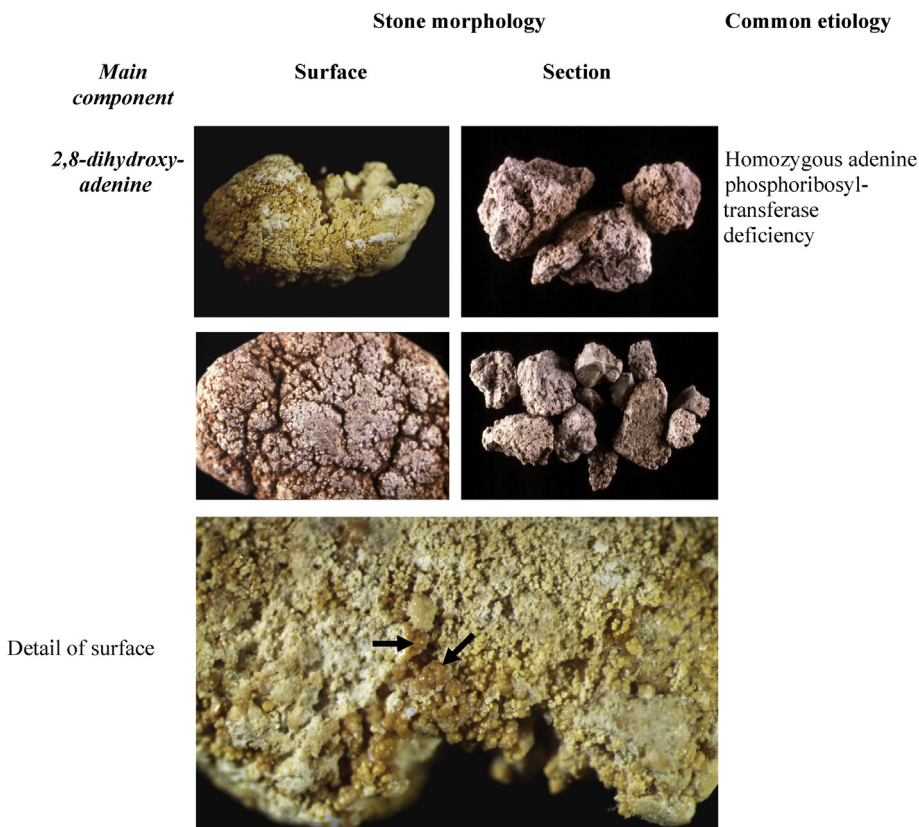 Stone morphology
Common etiology
Main
component
Surface
Section
2,8-dihydroxy-
adenine
Homozygous adenine
phosphoribosyl-
transferase
deficiency
Detail of surface